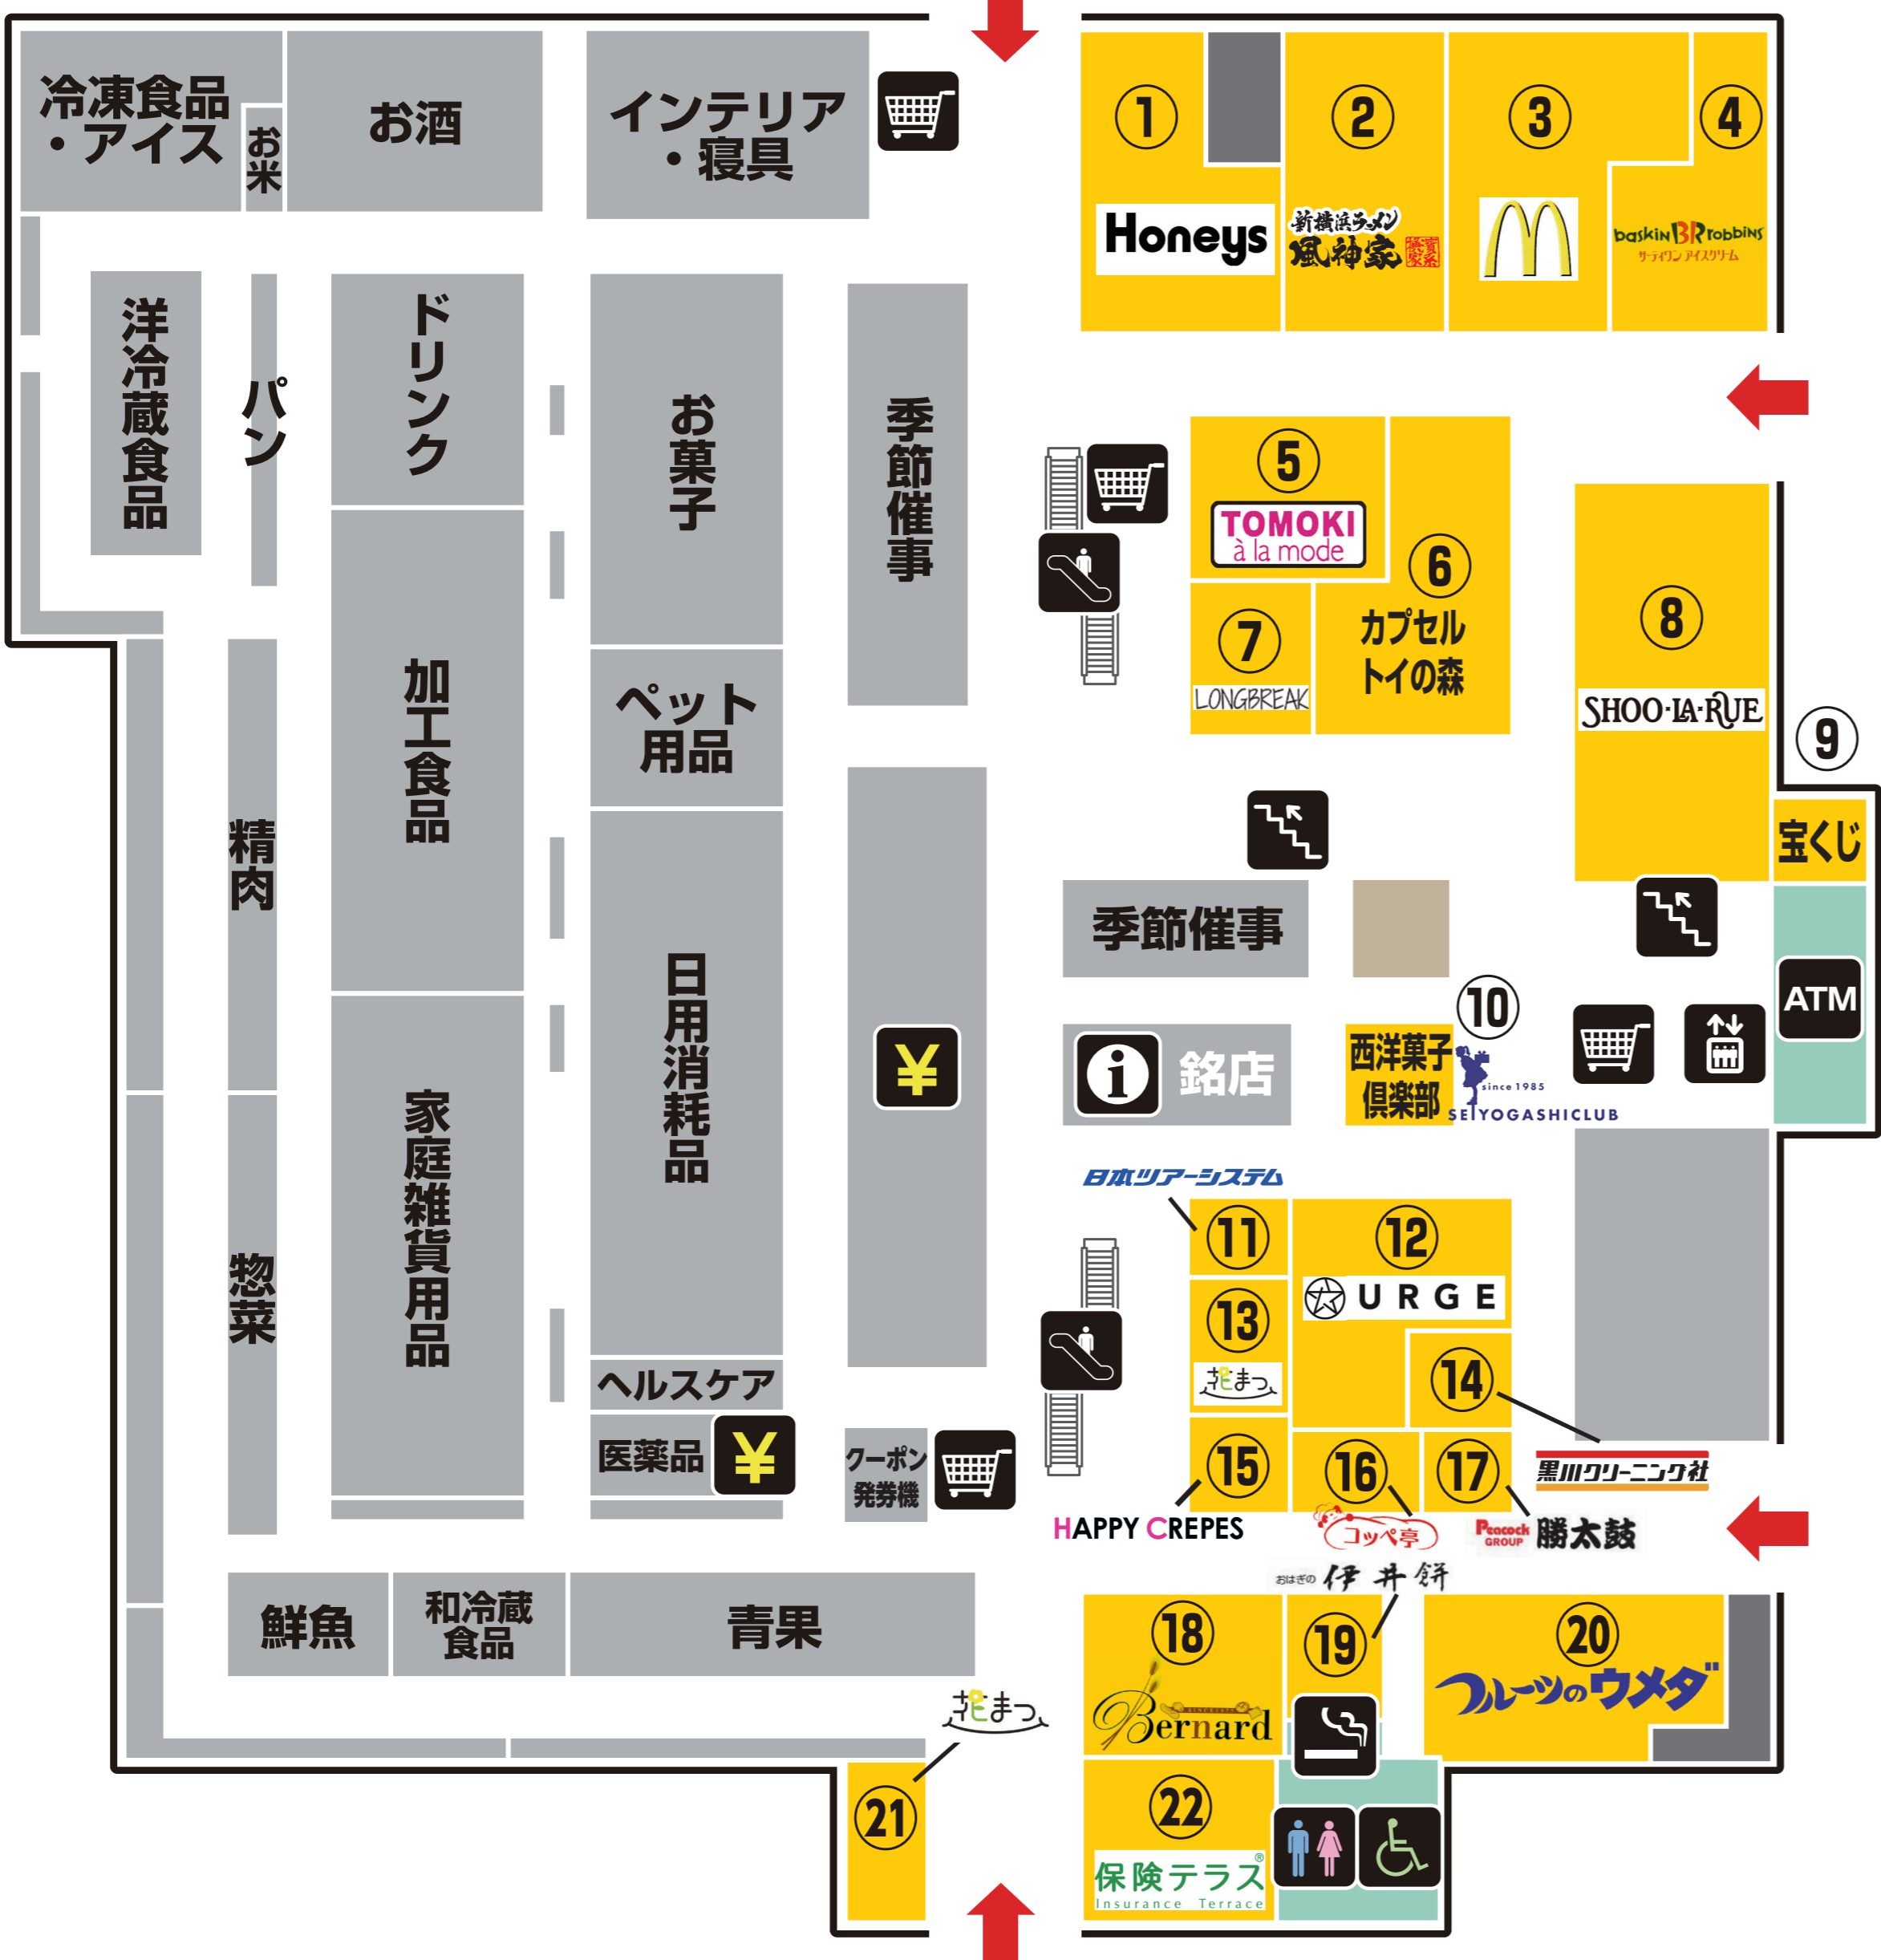 冷凍食品
・アイス
お米
お酒
インテリア
・寝具
①
Honeys
②
新横浜ラーメン
風神家
横濱家系
③
④
baskin BR robbins
サーティワン アイスクリーム
洋冷蔵食品
パン
ドリンク
お菓子
季節催事
⑤
TOMOKI
à la mode
⑥
カプセル
トイの森
⑦
LONGBREAK
⑧
SHOO・LA・RUE
⑨
宝くじ
加工食品
ペット
用品
精肉
日用消耗品
季節催事
ATM
¥
i
銘店
⑩
西洋菓子
倶楽部
since 1985
SEIYOGASHICLUB
家庭雑貨用品
惣菜
日本ツアーシステム
⑪
⑫
URGE
⑬
花まつ
⑭
黒川クリーニング社
ヘルスケア
医薬品
¥
クーポン
発券機
⑮
HAPPY CREPES
⑯
コッペ亭
⑰
Peacock
GROUP
勝太鼓
おはぎの 伊井餅
鮮魚
和冷蔵
食品
青果
⑱
Bernard
⑲
⑳
フルーツのウメダ
花まつ
㉑
㉒
保険テラス®
Insurance Terrace